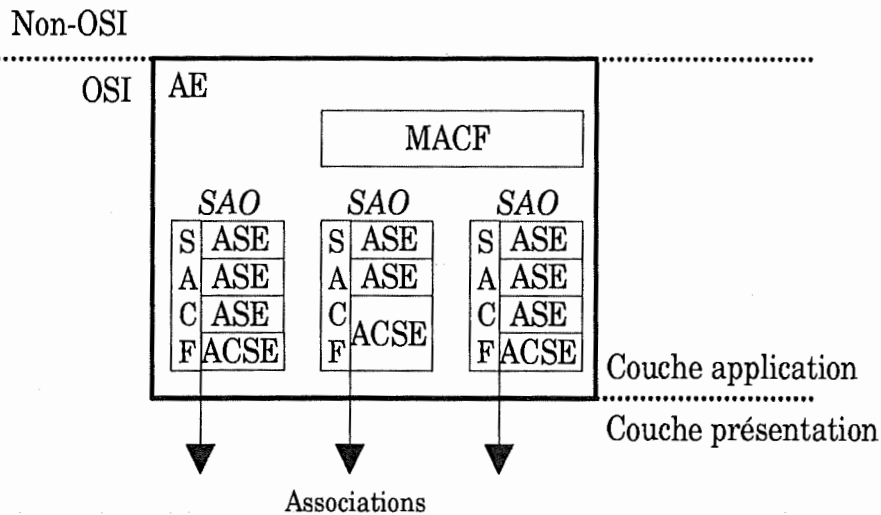 Non-OSI
OSI
AE
MACF
SAO SAO SAO
S ASE S ASE S ASE
A ASE A ASE A ASE
C ASE C ACSE C ASE
F ACSE F F ACSE
Couche application
Couche présentation
Associations